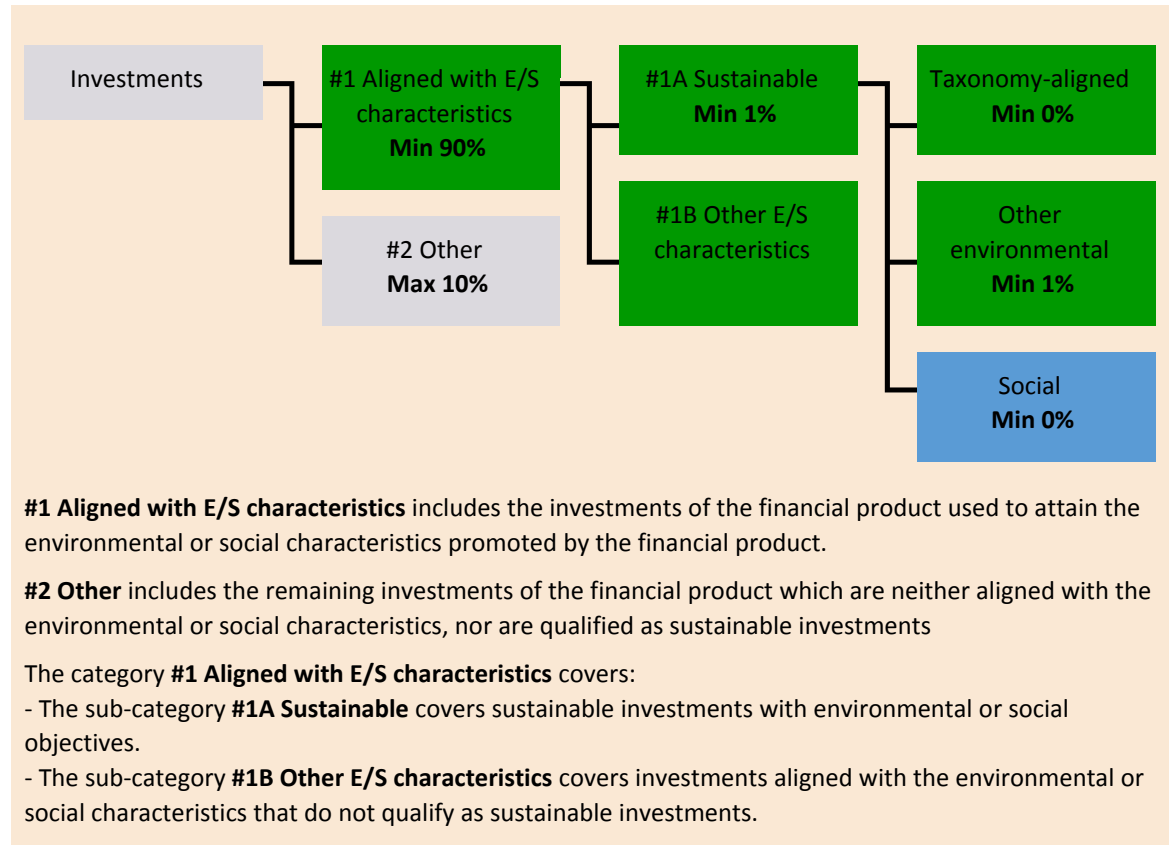 Investments
#1 Aligned with E/S
characteristics
Min 90%
#2 Other
Max 10%
#1A Sustainable
Min 1%
#1B Other E/S
characteristics
Taxonomy-aligned
Min 0%
Other
environmental
Min 1%
Social
Min 0%
#1 Aligned with E/S characteristics includes the investments of the financial product used to attain the
environmental or social characteristics promoted by the financial product.
#2 Other includes the remaining investments of the financial product which are neither aligned with the
environmental or social characteristics, nor are qualified as sustainable investments
The category #1 Aligned with E/S characteristics covers:
- The sub-category #1A Sustainable covers sustainable investments with environmental or social
objectives.
- The sub-category #1B Other E/S characteristics covers investments aligned with the environmental or
social characteristics that do not qualify as sustainable investments.